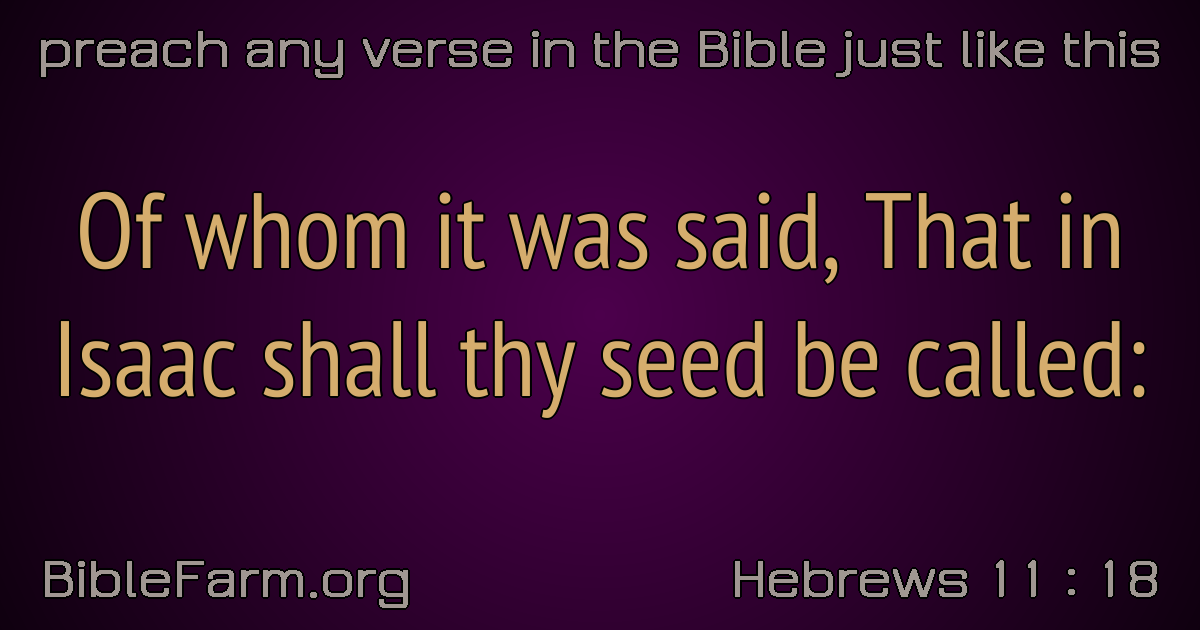 preach any verse in the Bible just like this
Of whom it was said, That in
Isaac shall thy seed be called:
BibleFarm.org
Hebrews 11 : 18